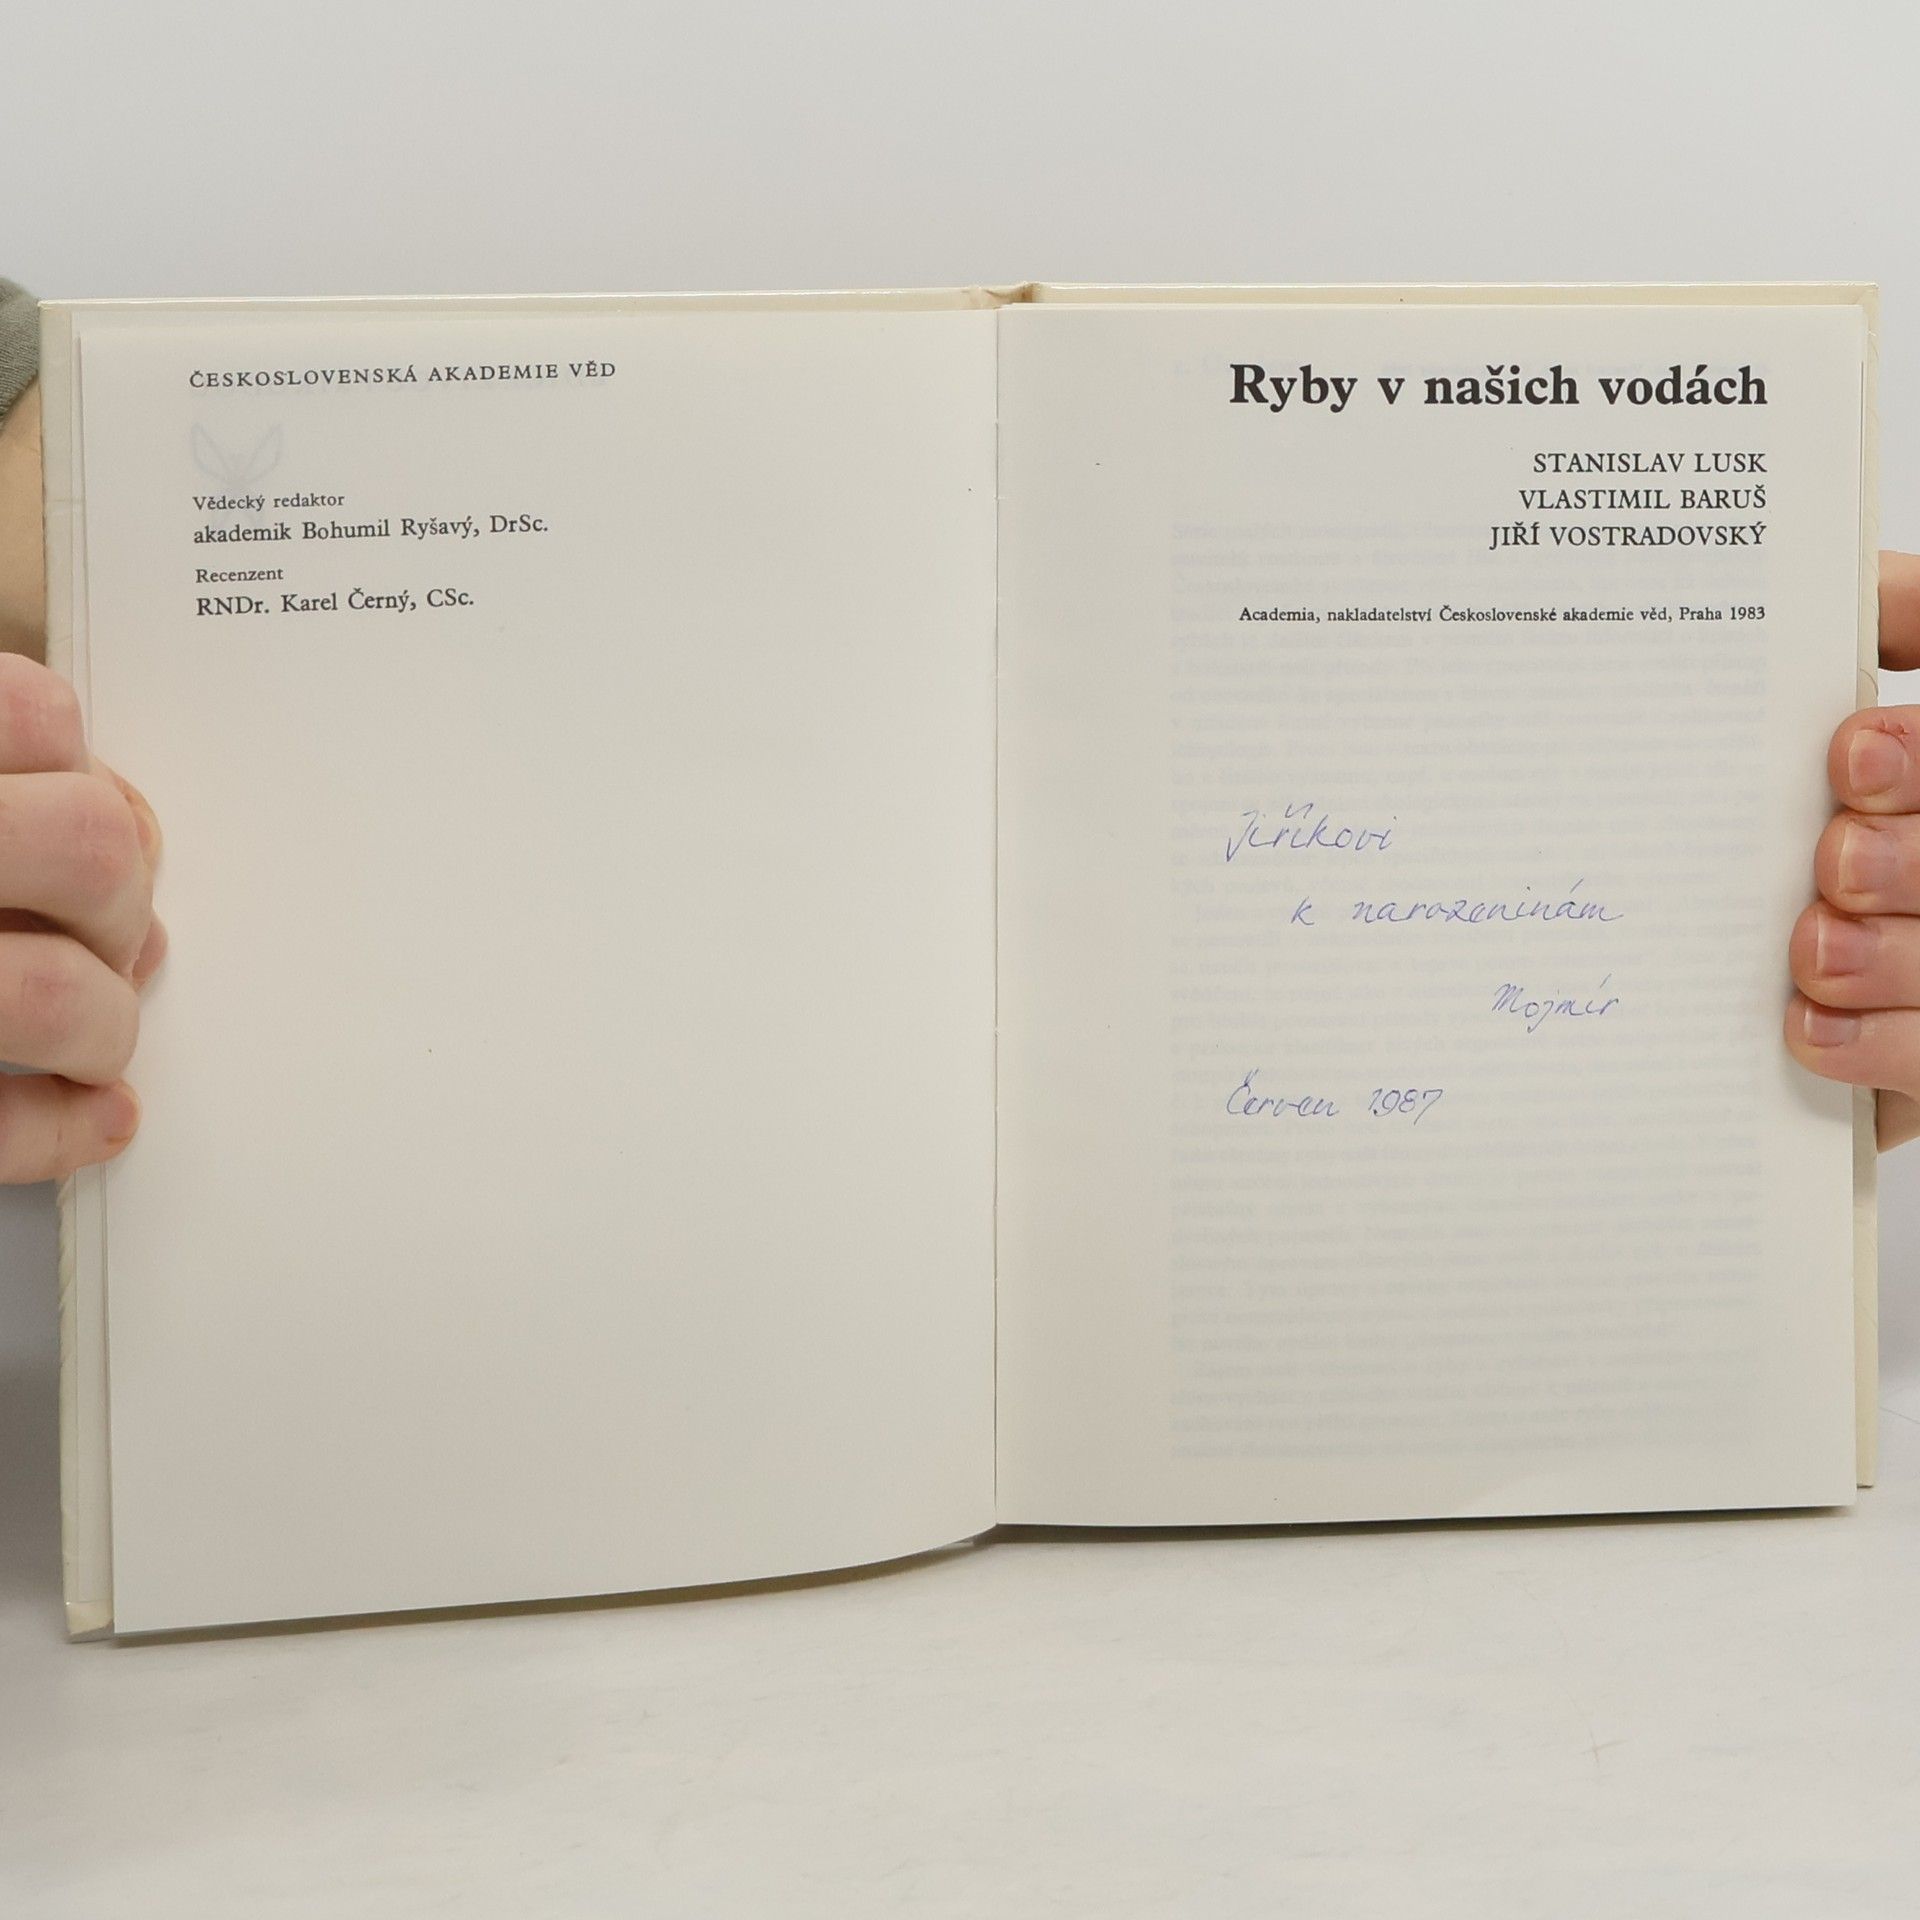 ČESKOSLOVENSKÁ AKADEMIE VĚD
Vědecký redaktor
akademik Bohumil Ryšavý, DrSc.
Recenzent
RNDr. Karel Černý, CSc.
Ryby v našich vodách
STANISLAV LUSK
VLASTIMIL BARUŠ
JIŘÍ VOSTRADOVSKÝ
Academia, nakladatelství Československé akademie věd, Praha 1983
Jiříkovi
k narozeninám
Mojmír
Červen 1987